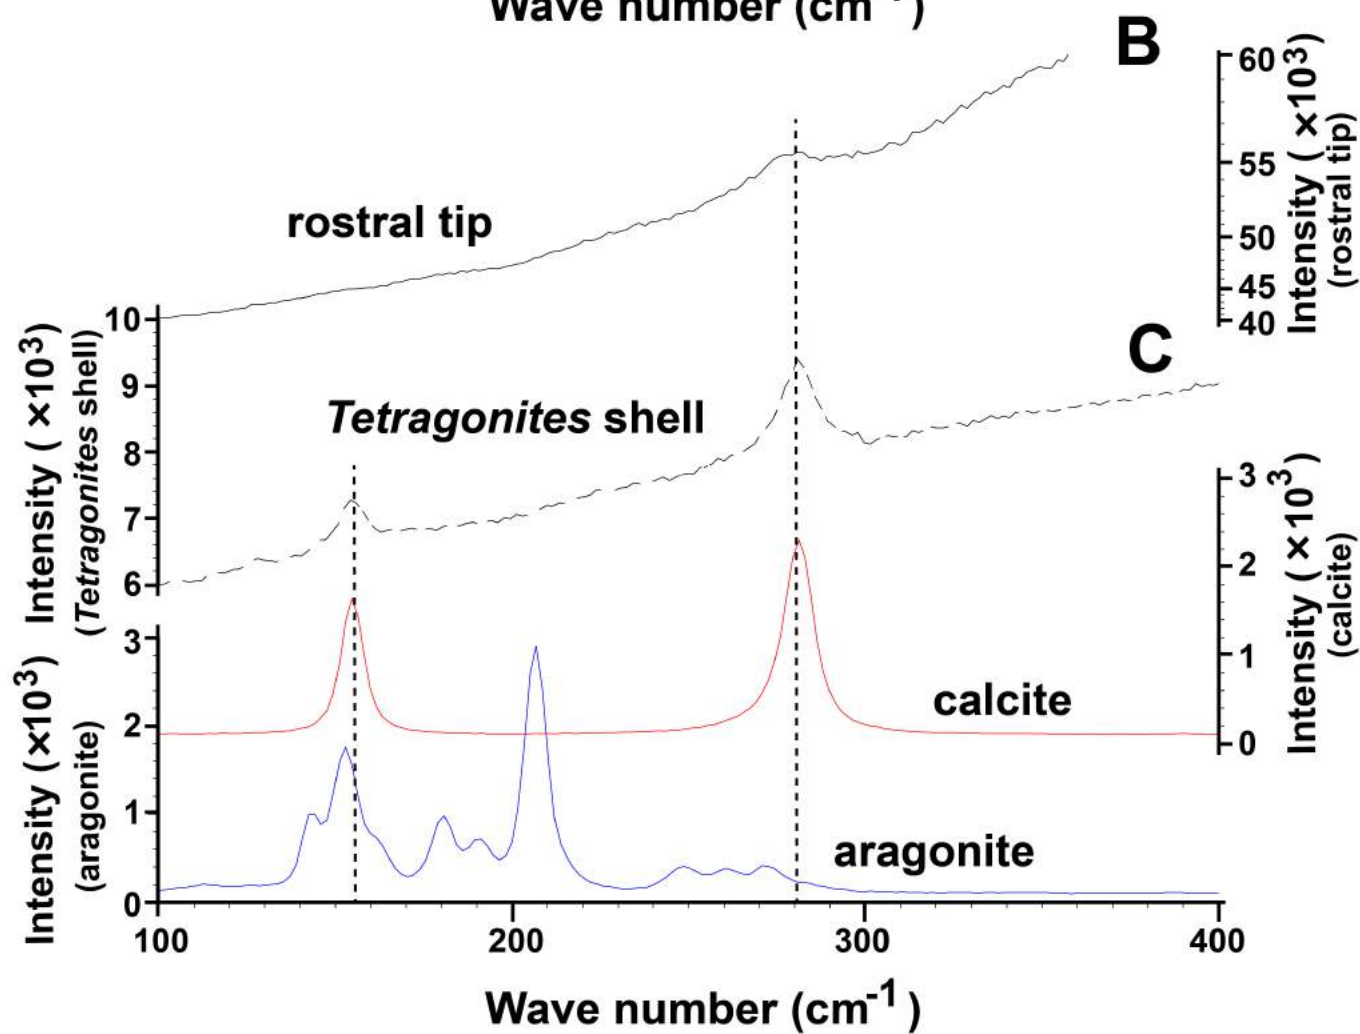 Wave number (cm⁻¹)
B
60
55
50
45
40
Intensity (×10³)
(rostral tip)
rostral tip
10
9
8
7
6
Intensity (×10³)
(Tetragonites shell)
C
Tetragonites shell
3
2
1
0
Intensity (×10³)
(calcite)
calcite
3
2
1
0
Intensity (×10³)
(aragonite)
aragonite
100 200 300 400
Wave number (cm⁻¹)